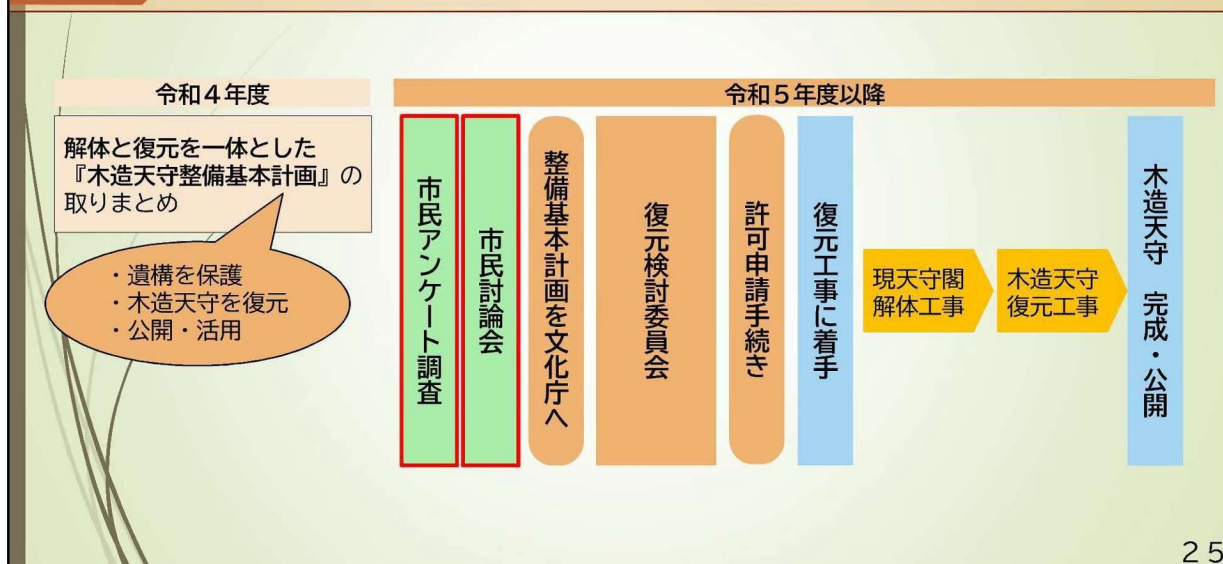 令和４年度
解体と復元を一体とした
『木造天守整備基本計画』の
取りまとめ
・遺構を保護
・木造天守を復元
・公開・活用
令和５年度以降
市民アンケート調査
市民討論会
整備基本計画を文化庁へ
復元検討委員会
許可申請手続き
復元工事に着手
現天守閣
解体工事
木造天守
復元工事
木造天守　完成・公開
２５